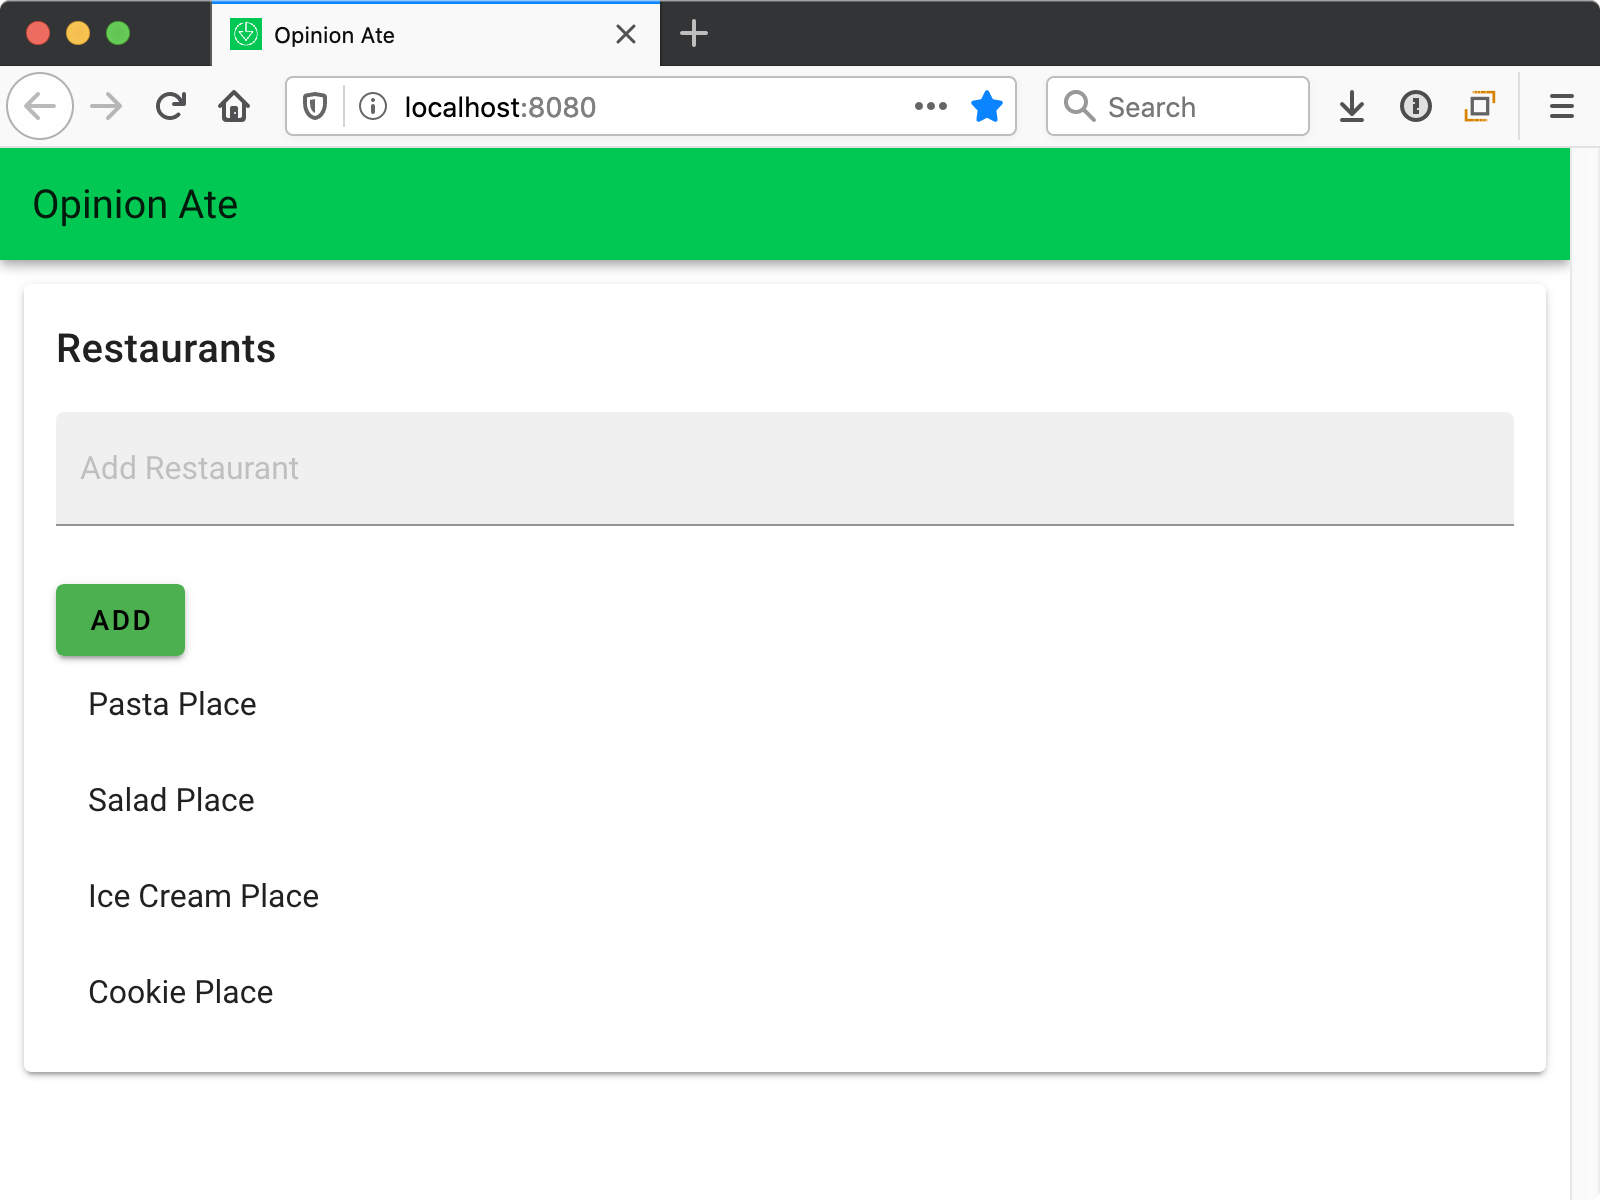 Opinion Ate
localhost:8080
Search
Opinion Ate
Restaurants
Add Restaurant
ADD
Pasta Place
Salad Place
Ice Cream Place
Cookie Place